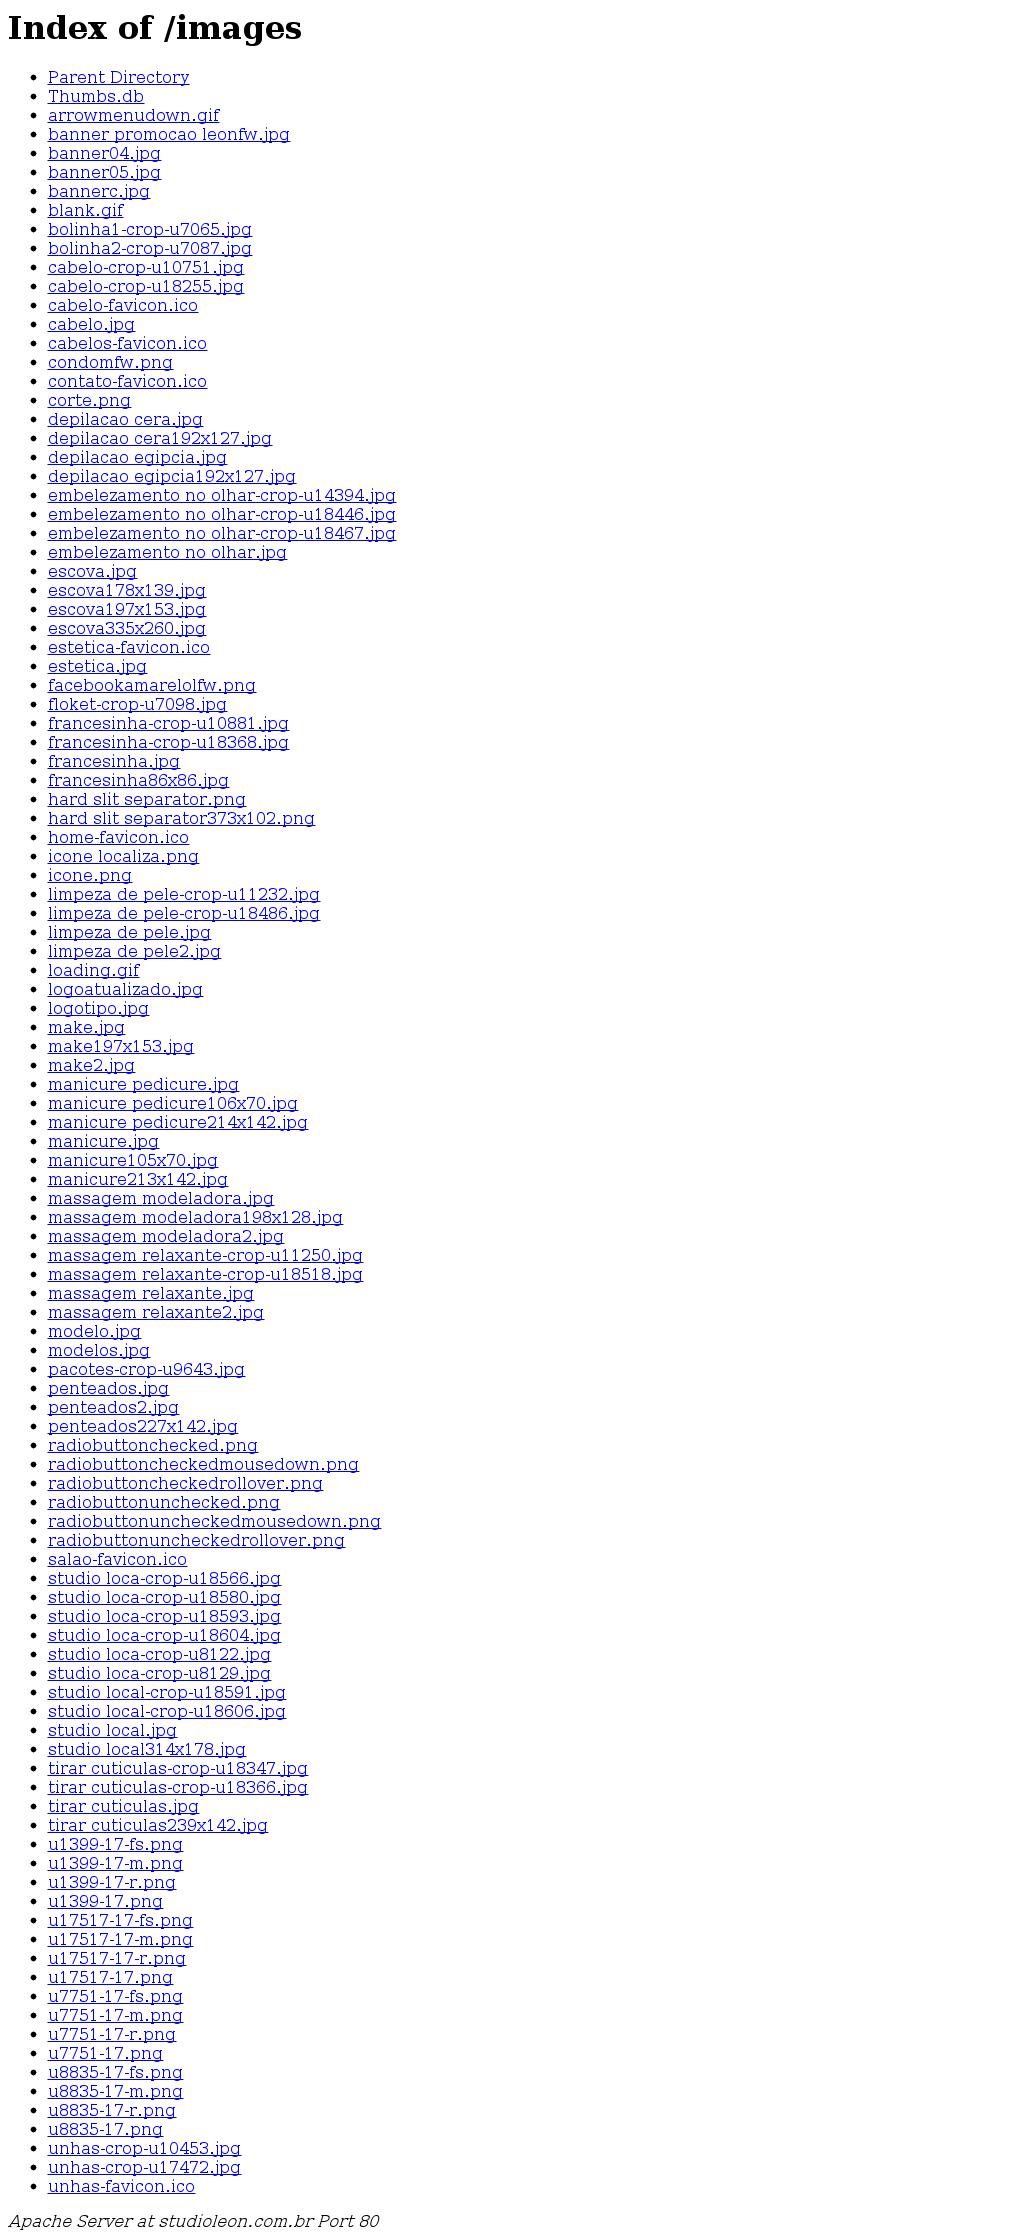 Index of /images
Parent Directory
Thumbs.db
arrowmenudown.gif
banner promocao leonfw.jpg
banner04.jpg
banner05.jpg
bannerc.jpg
blank.gif
bolinha1-crop-u7065.jpg
bolinha2-crop-u7087.jpg
cabelo-crop-u10751.jpg
cabelo-crop-u18255.jpg
cabelo-favicon.ico
cabelo.jpg
cabelos-favicon.ico
condomfw.png
contato-favicon.ico
corte.png
depilacao cera.jpg
depilacao cera192x127.jpg
depilacao egipcia.jpg
depilacao egipcia192x127.jpg
embelezamento no olhar-crop-u14394.jpg
embelezamento no olhar-crop-u18446.jpg
embelezamento no olhar-crop-u18467.jpg
embelezamento no olhar.jpg
escova.jpg
escova178x139.jpg
escova197x153.jpg
escova335x260.jpg
estetica-favicon.ico
estetica.jpg
facebookamarelolfw.png
floket-crop-u7098.jpg
francesinha-crop-u10881.jpg
francesinha-crop-u18368.jpg
francesinha.jpg
francesinha86x86.jpg
hard slit separator.png
hard slit separator373x102.png
home-favicon.ico
icone localiza.png
icone.png
limpeza de pele-crop-u11232.jpg
limpeza de pele-crop-u18486.jpg
limpeza de pele.jpg
limpeza de pele2.jpg
loading.gif
logoatualizado.jpg
logotipo.jpg
make.jpg
make197x153.jpg
make2.jpg
manicure pedicure.jpg
manicure pedicure106x70.jpg
manicure pedicure214x142.jpg
manicure.jpg
manicure105x70.jpg
manicure213x142.jpg
massagem modeladora.jpg
massagem modeladora198x128.jpg
massagem modeladora2.jpg
massagem relaxante-crop-u11250.jpg
massagem relaxante-crop-u18518.jpg
massagem relaxante.jpg
massagem relaxante2.jpg
modelo.jpg
modelos.jpg
pacotes-crop-u9643.jpg
penteados.jpg
penteados2.jpg
penteados227x142.jpg
radiobuttonchecked.png
radiobuttoncheckedmousedown.png
radiobuttoncheckedrollover.png
radiobuttonunchecked.png
radiobuttonuncheckedmousedown.png
radiobuttonuncheckedrollover.png
salao-favicon.ico
studio loca-crop-u18566.jpg
studio loca-crop-u18580.jpg
studio loca-crop-u18593.jpg
studio loca-crop-u18604.jpg
studio loca-crop-u8122.jpg
studio loca-crop-u8129.jpg
studio local-crop-u18591.jpg
studio local-crop-u18606.jpg
studio local.jpg
studio local314x178.jpg
tirar cuticulas-crop-u18347.jpg
tirar cuticulas-crop-u18366.jpg
tirar cuticulas.jpg
tirar cuticulas239x142.jpg
u1399-17-fs.png
u1399-17-m.png
u1399-17-r.png
u1399-17.png
u17517-17-fs.png
u17517-17-m.png
u17517-17-r.png
u17517-17.png
u7751-17-fs.png
u7751-17-m.png
u7751-17-r.png
u7751-17.png
u8835-17-fs.png
u8835-17-m.png
u8835-17-r.png
u8835-17.png
unhas-crop-u10453.jpg
unhas-crop-u17472.jpg
unhas-favicon.ico
Apache Server at studioleon.com.br Port 80